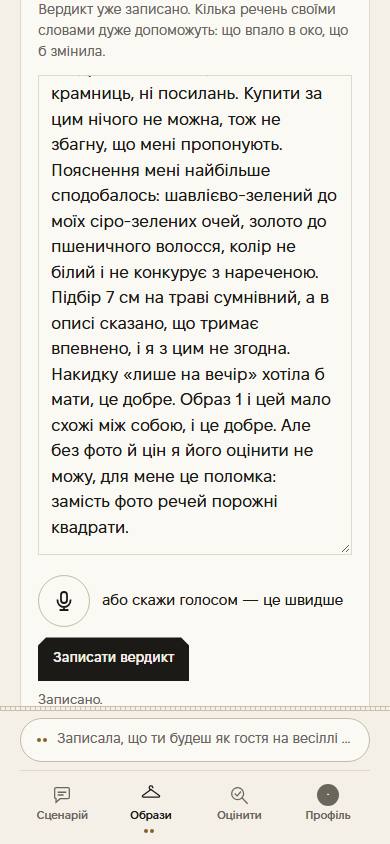 Вердикт уже записано. Кілька речень своїми
словами дуже допоможуть: що впало в око, що
б змінила.
крамниць, ні посилань. Купити за
цим нічого не можна, тож не
збагну, що мені пропонують.
Пояснення мені найбільше
сподобалось: шавлієво-зелений до
моїх сіро-зелених очей, золото до
пшеничного волосся, колір не
білий і не конкурує з нареченою.
Підбір 7 см на траві сумнівний, а в
описі сказано, що тримає
впевнено, і я з цим не згодна.
Накидку «лише на вечір» хотіла б
мати, це добре. Образ 1 і цей мало
схожі між собою, і це добре. Але
без фото й цін я його оцінити не
можу, для мене це поломка:
замість фото речей порожні
квадрати.
або скажи голосом — це швидше
Записати вердикт
Записано.
Записала, що ти будеш як гостя на весіллі ...
Сценарій
Образи
Оцінити
Профіль